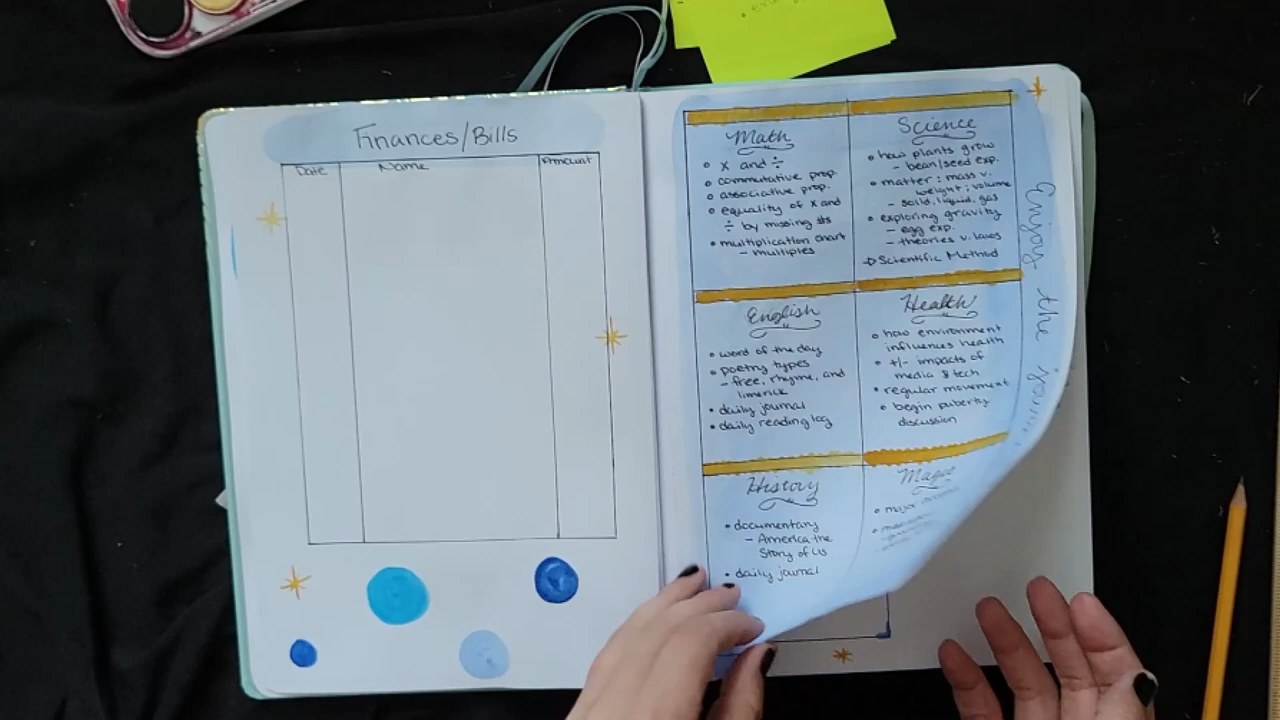 Finances/Bills
Date Name Amount
Math
• x and ÷
• commutative prop.
• associative prop.
• equality of x and
÷ by missing #s
• multiplication chart
- multiples
Science
• how plants grow
- bean/seed exp.
• matter: mass v.
weight; volume
- solid, liquid, gas
• exploring gravity
- egg exp.
- theories v. laws
→ Scientific Method
English
• word of the day
• poetry types
- free, rhyme, and
limerick
• daily journal
• daily reading log
Health
• how environment
influences health
• +/- impacts of
media & tech
• regular movement
• begin puberty
discussion
History
• documentary
- America the
Story of Us
• daily journal
• major
Enjoy the